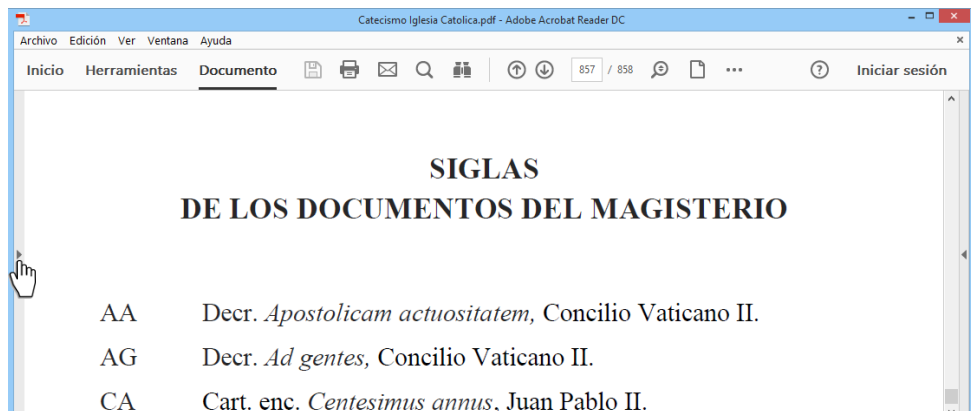 Catecismo Iglesia Catolica.pdf - Adobe Acrobat Reader DC
Archivo Edición Ver Ventana Ayuda
Inicio Herramientas Documento 857 / 858 Iniciar sesión
SIGLAS
DE LOS DOCUMENTOS DEL MAGISTERIO
AA Decr. Apostolicam actuositatem, Concilio Vaticano II.
AG Decr. Ad gentes, Concilio Vaticano II.
CA Cart. enc. Centesimus annus, Juan Pablo II.